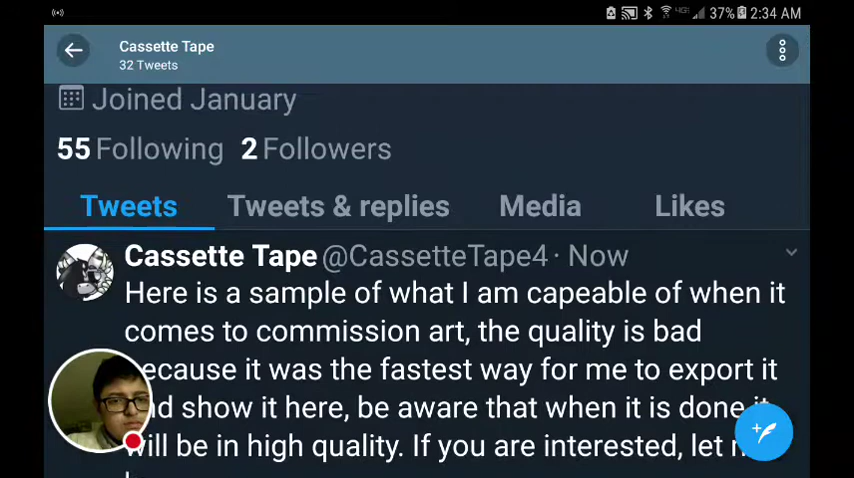 37% 2:34 AM
Cassette Tape
32 Tweets
Joined January
55 Following 2 Followers
Tweets Tweets & replies Media Likes
Cassette Tape @CassetteTape4 · Now
Here is a sample of what I am capeable of when it
comes to commission art, the quality is bad
because it was the fastest way for me to export it
and show it here, be aware that when it is done it
will be in high quality. If you are interested, let